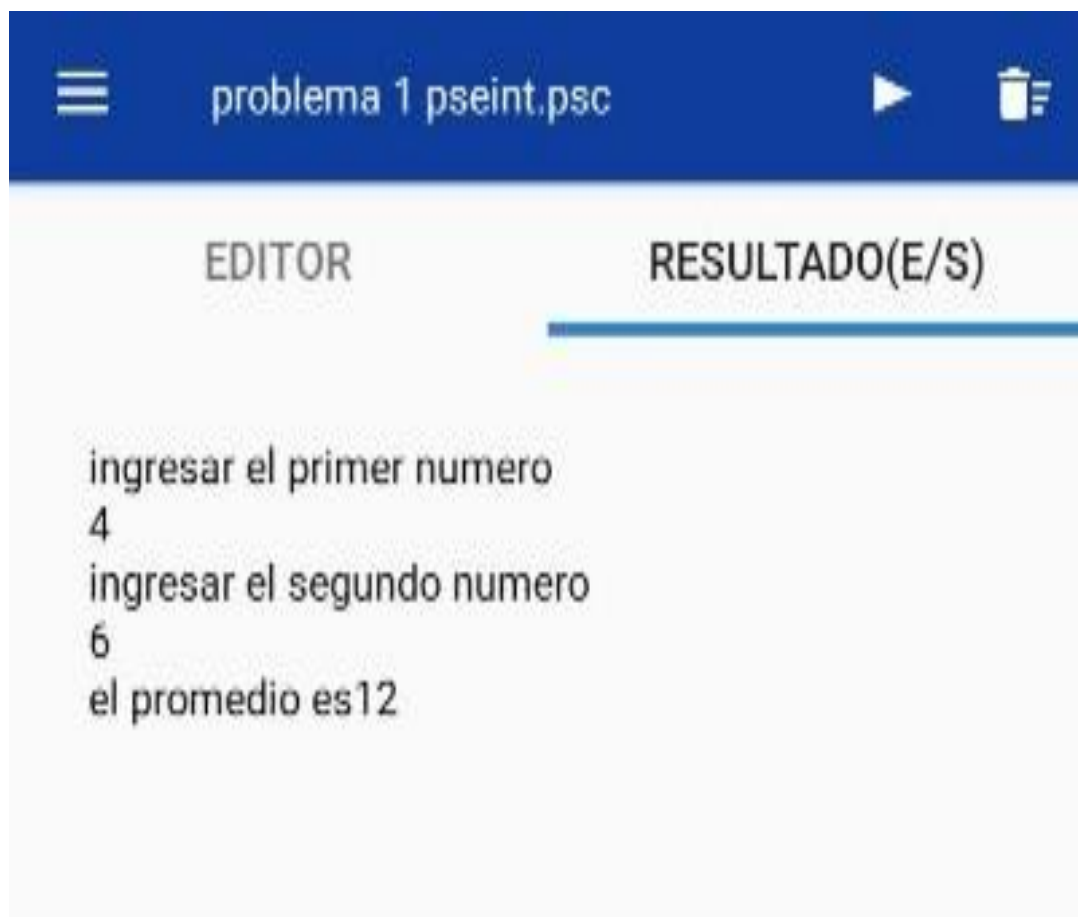 problema 1 pseint.psc
EDITOR RESULTADO(E/S)
ingresar el primer numero
4
ingresar el segundo numero
6
el promedio es12